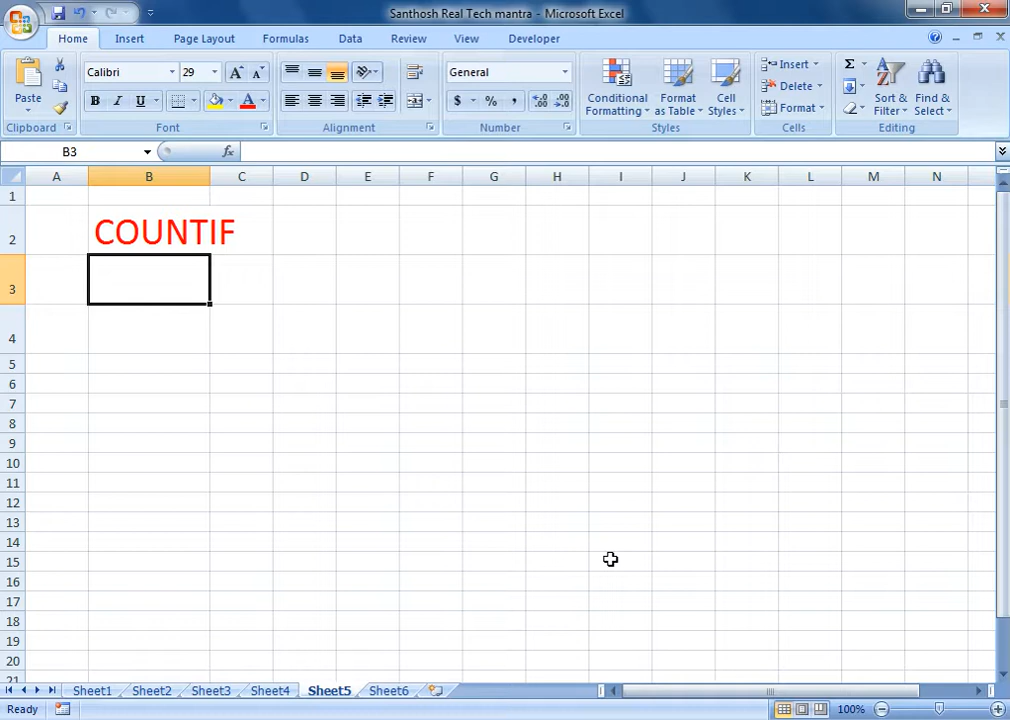 Santhosh Real Tech mantra - Microsoft Excel
Home Insert Page Layout Formulas Data Review View Developer
Paste
Clipboard
Calibri 29 A A
B I U A
Font
Alignment
General
$ % ,
Number
Conditional Formatting
Format as Table
Cell Styles
Styles
Insert
Delete
Format
Cells
Σ
Sort & Filter
Find & Select
Editing
B3 fx
A B C D E F G H I J K L M N
1
2 COUNTIF
3
4
5
6
7
8
9
10
11
12
13
14
15
16
17
18
19
20
21
Sheet1 Sheet2 Sheet3 Sheet4 Sheet5 Sheet6
Ready 100%